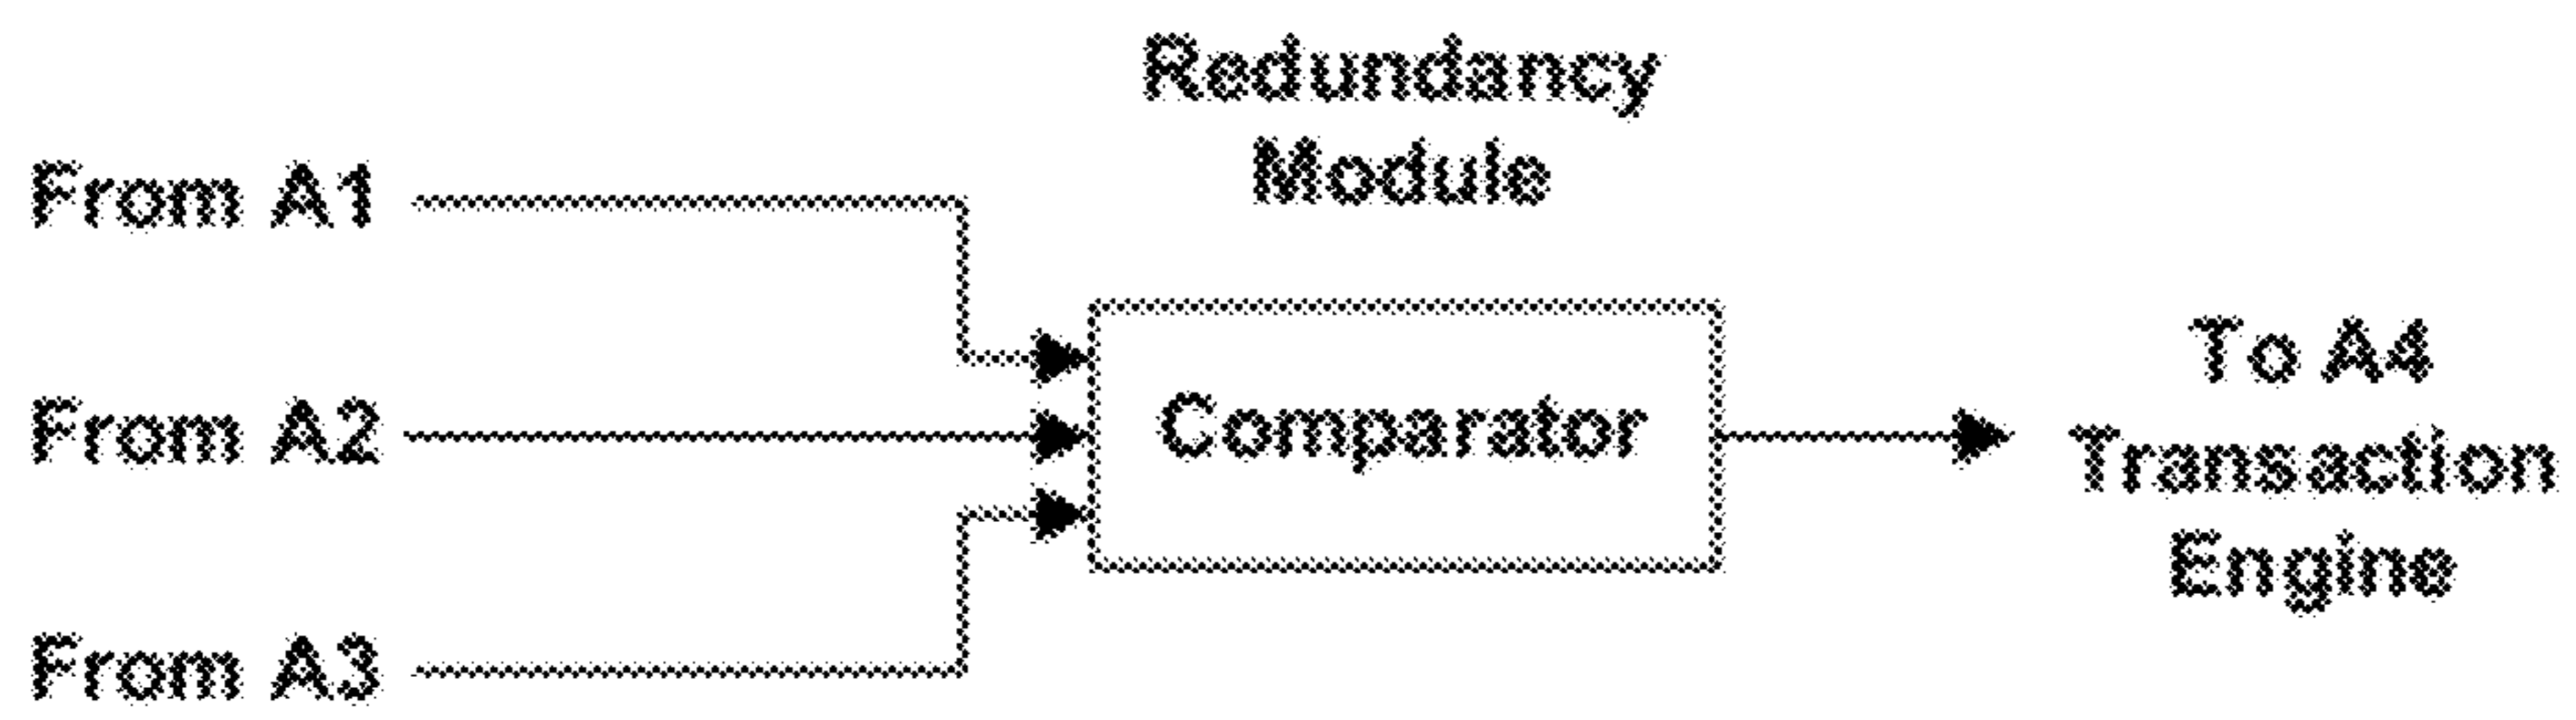 Redundancy
Module
From A1
From A2
From A3
Comparator
To A4
Transaction
Engine